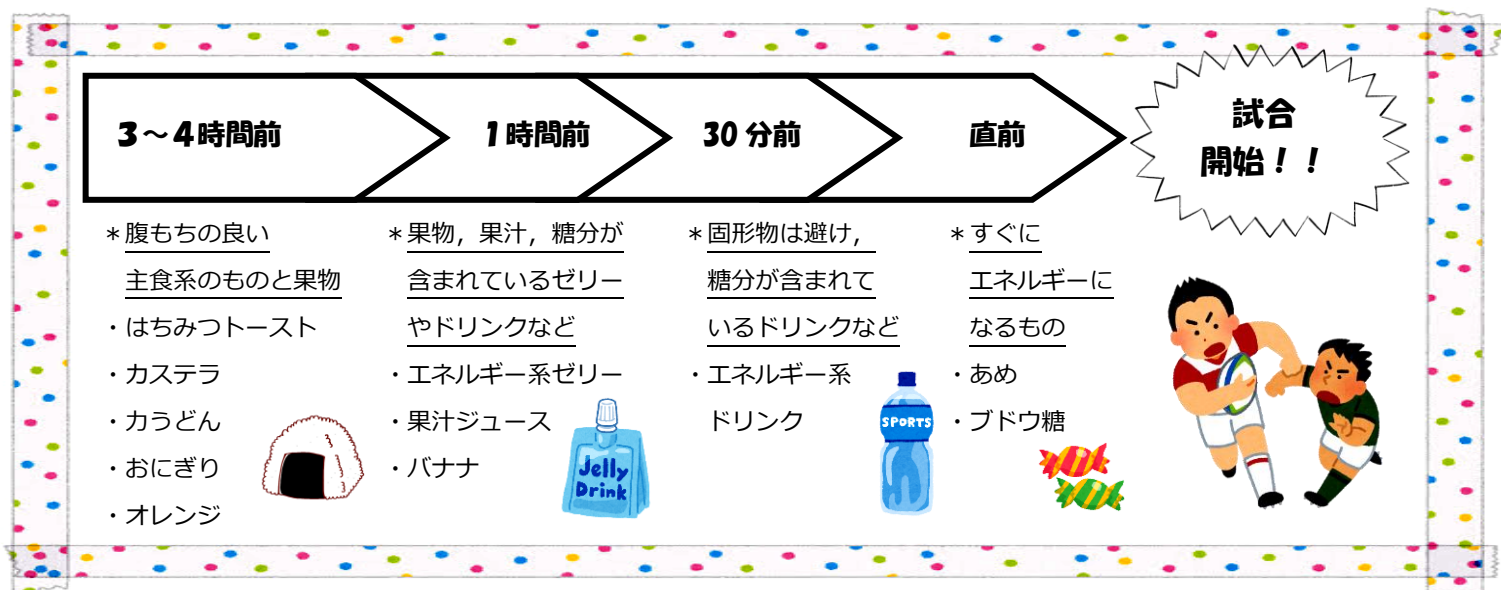 3～4時間前
1時間前
30分前
直前
試合
開始！！
＊腹もちの良い
主食系のものと果物
・はちみつトースト
・カステラ
・力うどん
・おにぎり
・オレンジ
＊果物，果汁，糖分が
含まれているゼリー
やドリンクなど
・エネルギー系ゼリー
・果汁ジュース
・バナナ
Jelly
Drink
＊固形物は避け，
糖分が含まれて
いるドリンクなど
・エネルギー系
ドリンク
SPORTS
＊すぐに
エネルギーに
なるもの
・あめ
・ブドウ糖